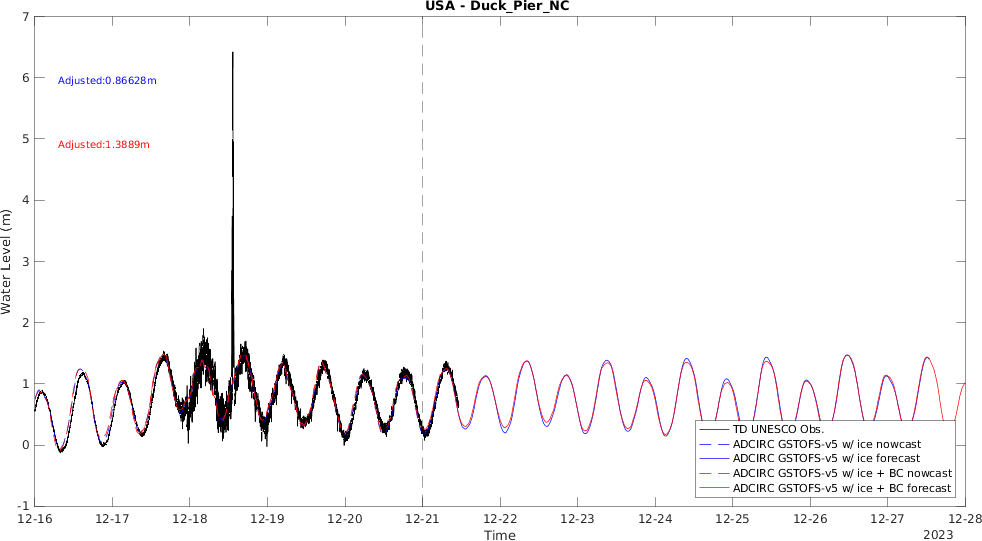 USA - Duck_Pier_NC
7
6
5
4
3
2
1
0
-1
Water Level (m)
Adjusted:0.86628m
Adjusted:1.3889m
TD UNESCO Obs.
ADCIRC GSTOFS-v5 w/ ice nowcast
ADCIRC GSTOFS-v5 w/ ice forecast
ADCIRC GSTOFS-v5 w/ ice + BC nowcast
ADCIRC GSTOFS-v5 w/ ice + BC forecast
12-16 12-17 12-18 12-19 12-20 12-21 12-22 12-23 12-24 12-25 12-26 12-27 12-28
Time
2023